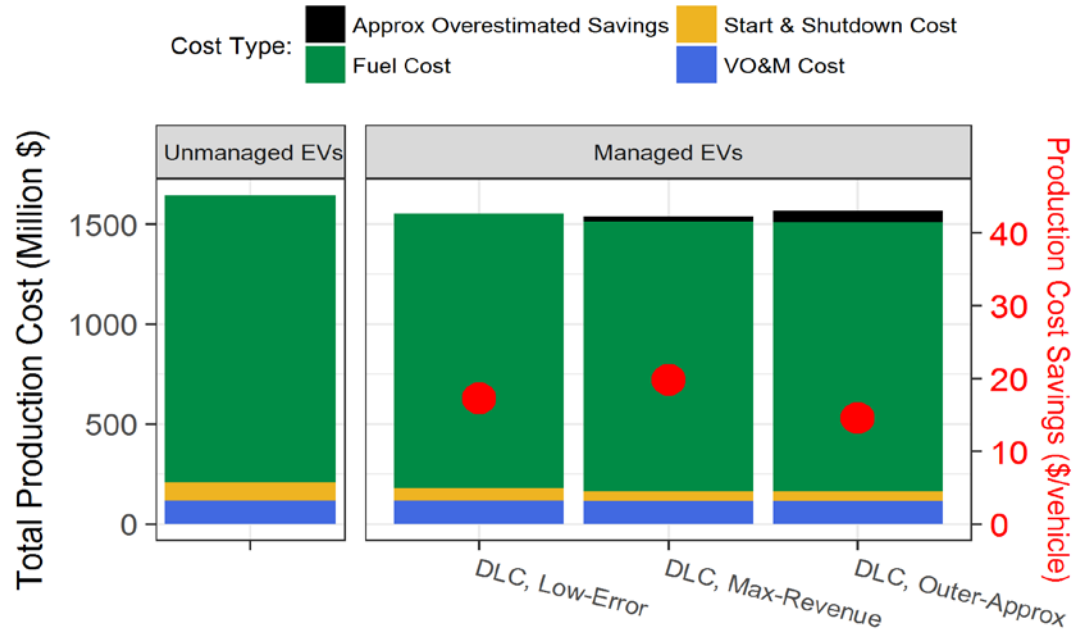 Cost Type:
Approx Overestimated Savings
Start & Shutdown Cost
Fuel Cost
VO&M Cost
Unmanaged EVs
Managed EVs
Total Production Cost (Million $)
1500
1000
500
0
40
30
20
10
0
Production Cost Savings ($/vehicle)
DLC, Low-Error
DLC, Max-Revenue
DLC, Outer-Approx